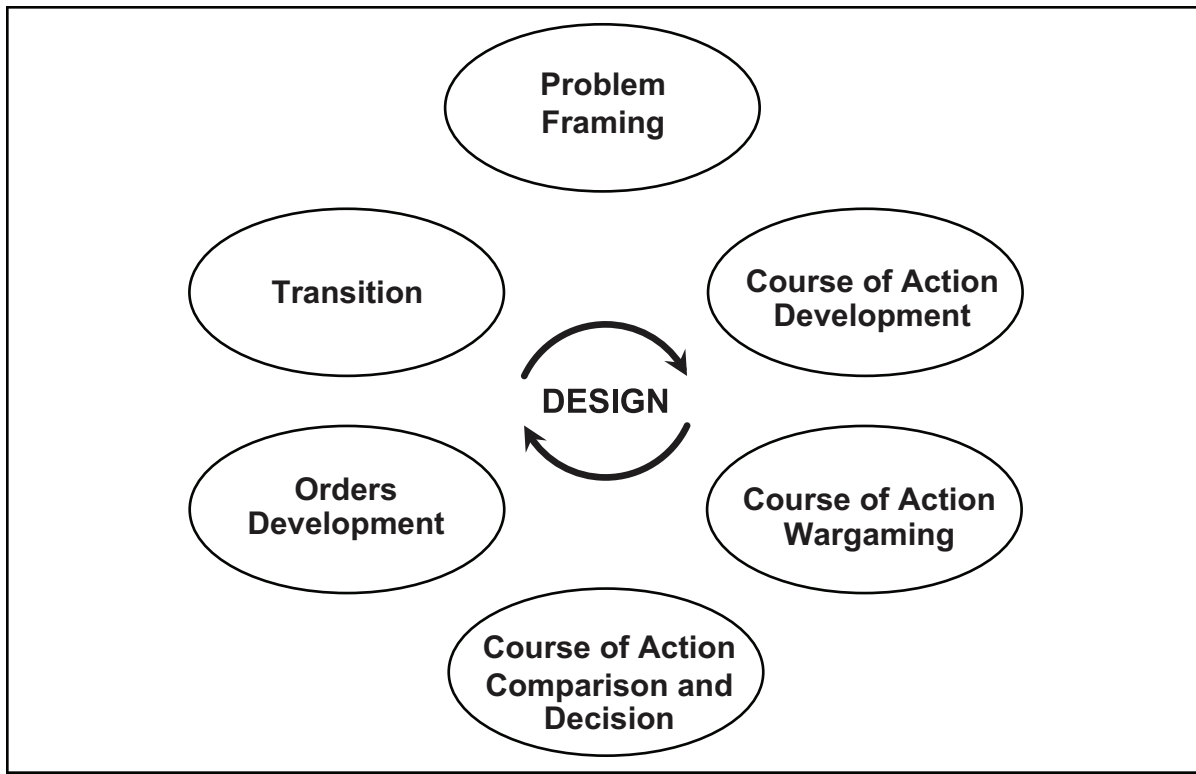 Problem
Framing
Transition
Course of Action
Development
DESIGN
Orders
Development
Course of Action
Wargaming
Course of Action
Comparison and
Decision